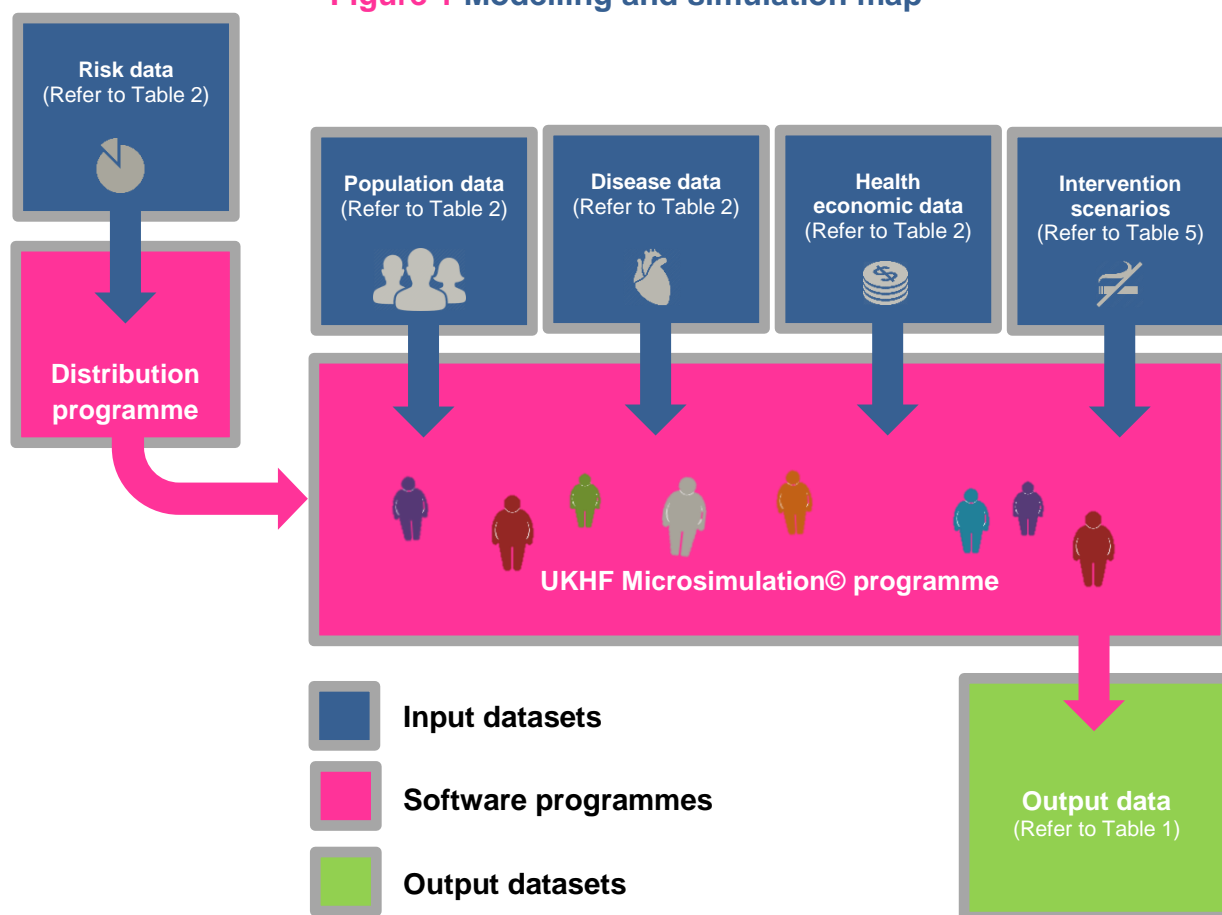 Figure 1 Modelling and simulation map
Risk data
(Refer to Table 2)
Population data
(Refer to Table 2)
Disease data
(Refer to Table 2)
Health
economic data
(Refer to Table 2)
Intervention
scenarios
(Refer to Table 5)
Distribution
programme
UKHF Microsimulation© programme
Input datasets
Software programmes
Output datasets
Output data
(Refer to Table 1)